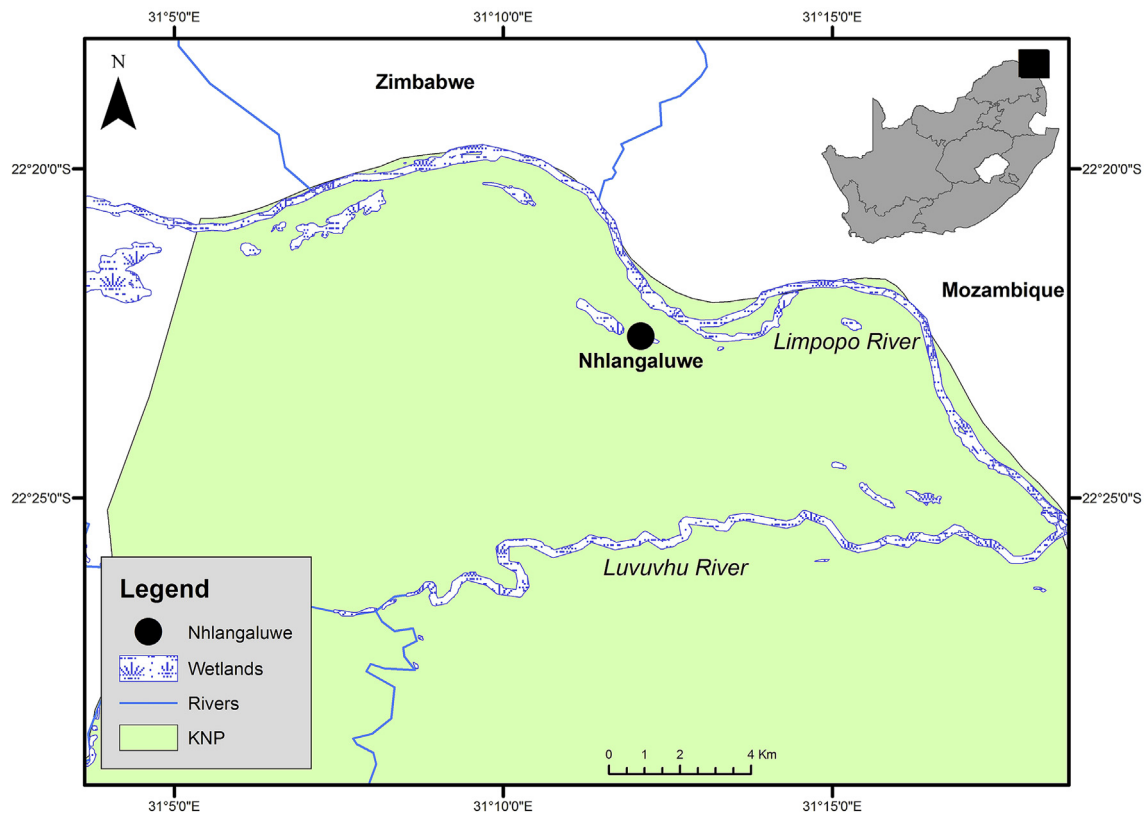 31°5'0"E 31°10'0"E 31°15'0"E
N
Zimbabwe
22°20'0"S 22°20'0"S
Mozambique
Limpopo River
Nhlangaluwe
22°25'0"S 22°25'0"S
Luvuvhu River
Legend
Nhlangaluwe
Wetlands
Rivers
KNP
0 1 2 4 Km
31°5'0"E 31°10'0"E 31°15'0"E